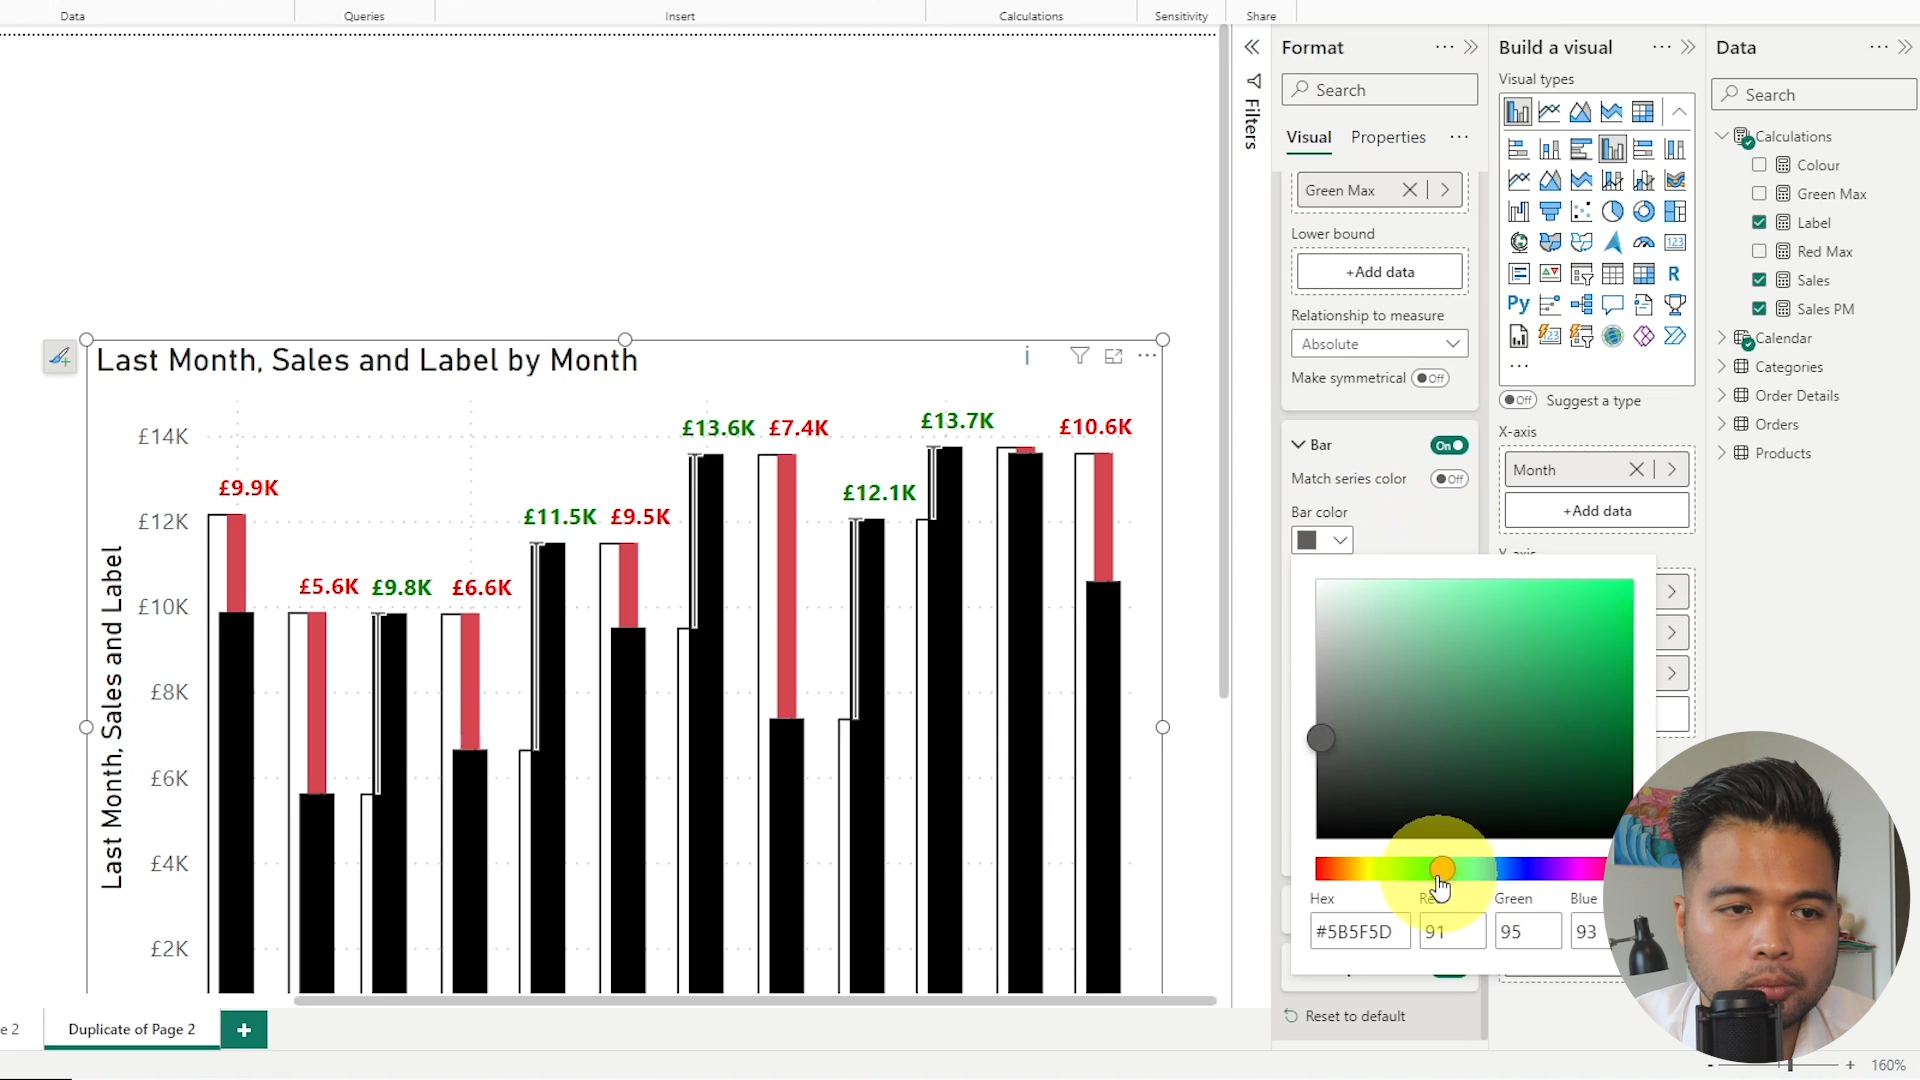 Data
Queries
Insert
Calculations
Sensitivity
Share
Last Month, Sales and Label by Month
£14K
£12K
£10K
£8K
£6K
£4K
£2K
Last Month, Sales and Label
£9.9K
£5.6K
£9.8K
£6.6K
£11.5K
£9.5K
£13.6K
£7.4K
£12.1K
£13.7K
£10.6K
Filters
Format
Search
Visual
Properties
Green Max
Lower bound
+Add data
Relationship to measure
Absolute
Make symmetrical
Off
Bar
On
Match series color
Off
Bar color
Hex
Green
Blue
#5B5F5D
91
95
93
Reset to default
Build a visual
Visual types
123
R
Py
Off
Suggest a type
X-axis
Month
+Add data
Data
Search
Calculations
Colour
Green Max
Label
Red Max
Sales
Sales PM
Calendar
Categories
Order Details
Orders
Products
e 2
Duplicate of Page 2
+
- + 160%